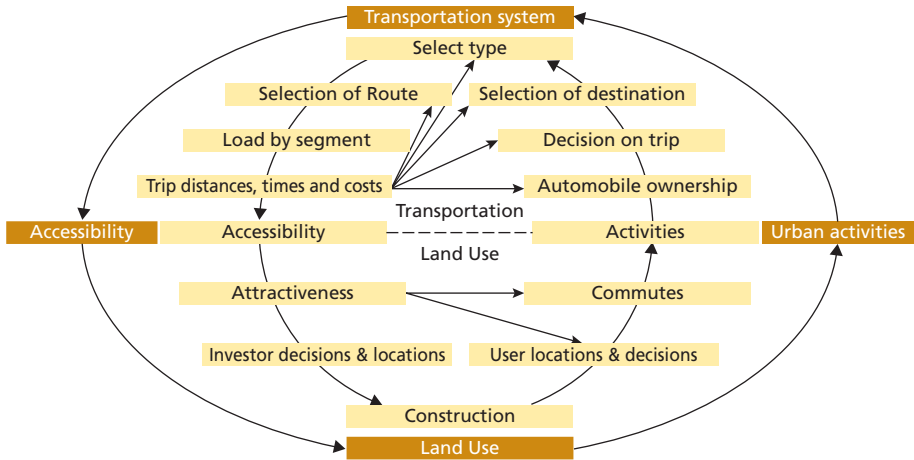 Transportation system
Select type
Selection of Route
Selection of destination
Load by segment
Decision on trip
Trip distances, times and costs
Automobile ownership
Transportation
Accessibility
Accessibility
Activities
Urban activities
Land Use
Attractiveness
Commutes
Investor decisions & locations
User locations & decisions
Construction
Land Use